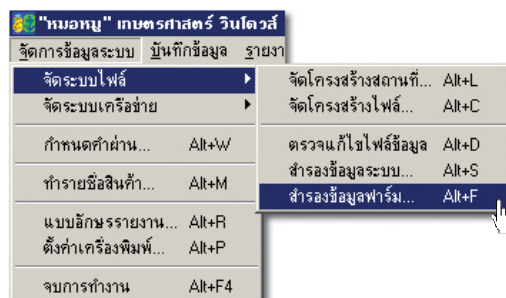 "หมอหมู" เกษตรศาสตร์ วินโดวส์
จัดการข้อมูลระบบ บันทึกข้อมูล รายงา
จัดระบบไฟล์
จัดระบบเครือข่าย
กำหนดคำผ่าน... Alt+W
ทำรายชื่อสินค้า... Alt+M
แบบอักษรรายงาน... Alt+R
ตั้งค่าเครื่องพิมพ์... Alt+P
จบการทำงาน Alt+F4
จัดโครงสร้างสถานที่... Alt+L
จัดโครงสร้างไฟล์... Alt+C
ตรวจแก้ไขไฟล์ข้อมูล Alt+D
สำรองข้อมูลระบบ... Alt+S
สำรองข้อมูลฟาร์ม... Alt+F